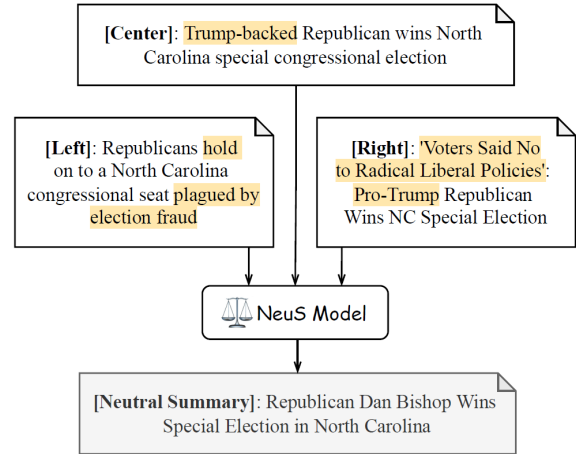 [Center]: Trump-backed Republican wins North
Carolina special congressional election
[Left]: Republicans hold
on to a North Carolina
congressional seat plagued by
election fraud
[Right]: 'Voters Said No
to Radical Liberal Policies':
Pro-Trump Republican
Wins NC Special Election
NeuS Model
[Neutral Summary]: Republican Dan Bishop Wins
Special Election in North Carolina